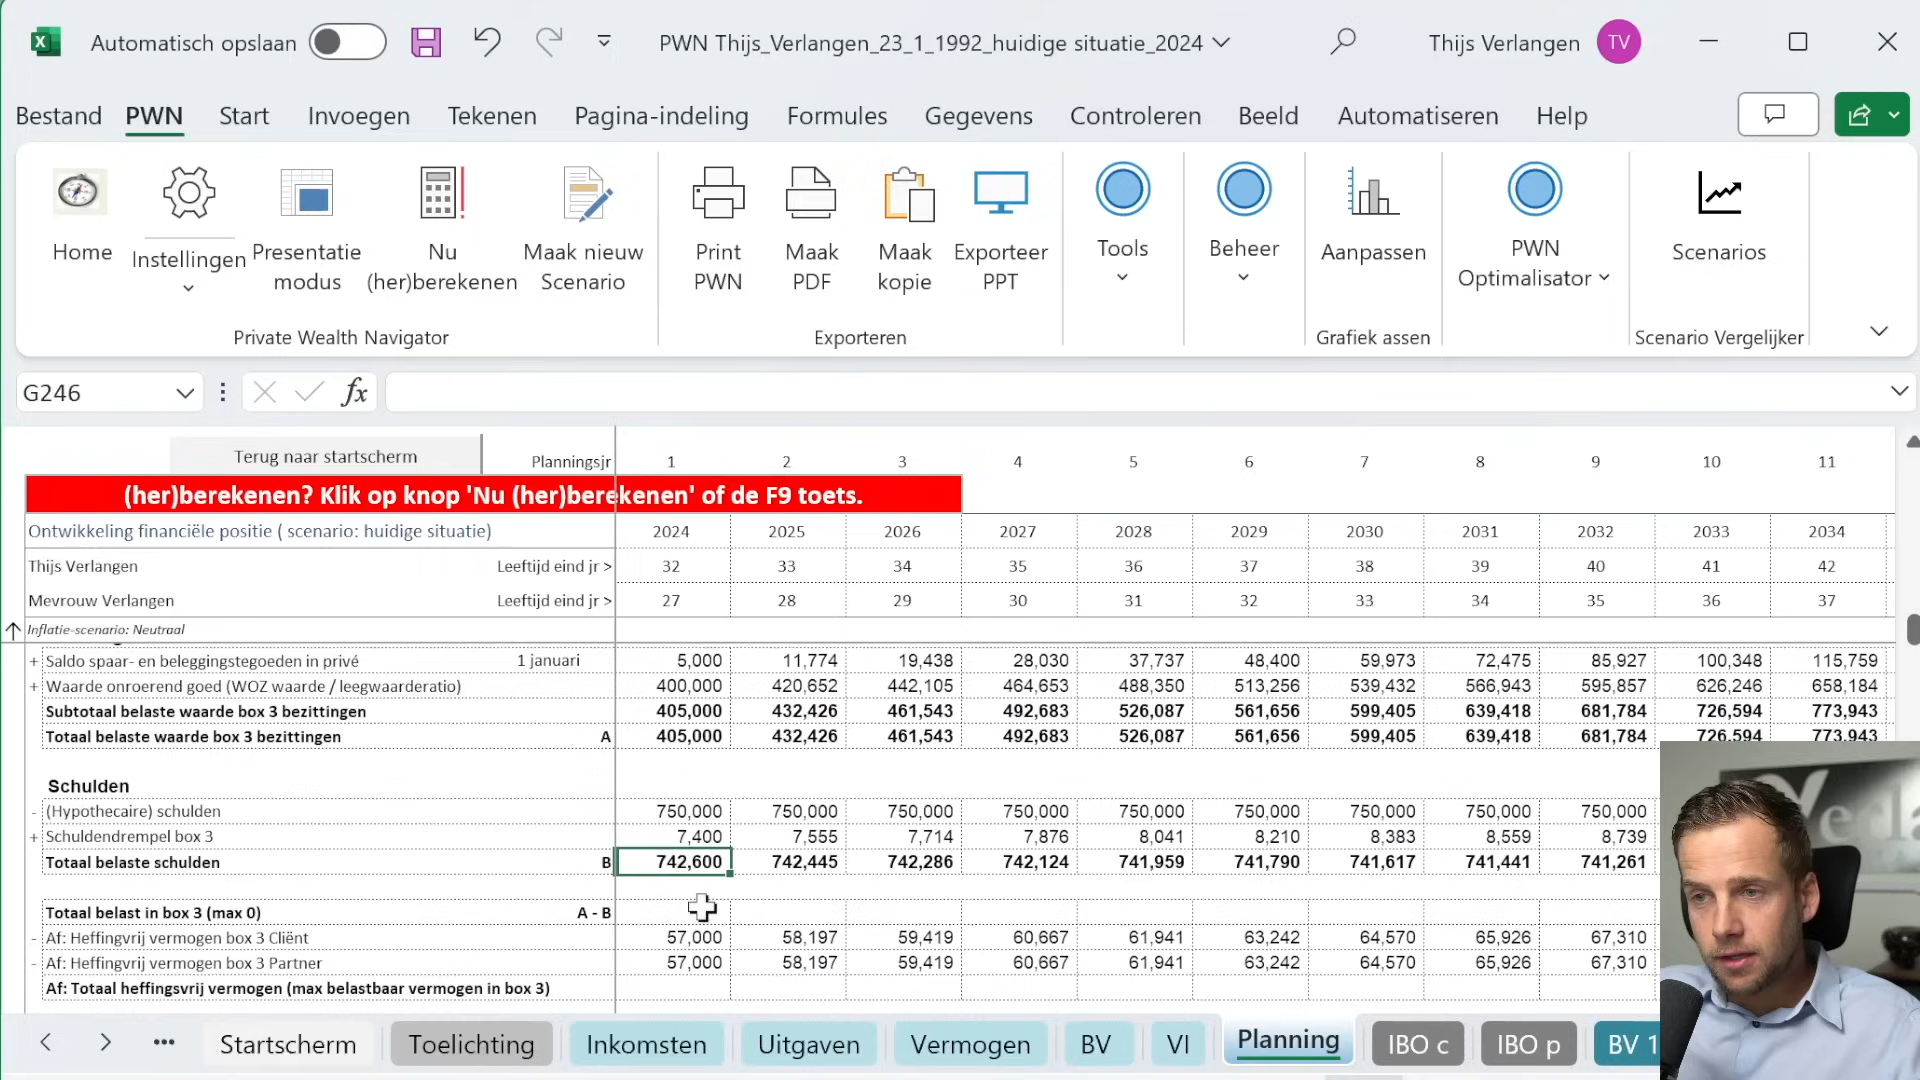 Automatisch opslaan PWN Thijs_Verlangen_23_1_1992_huidige situatie_2024 Thijs Verlangen TV
Bestand PWN Start Invoegen Tekenen Pagina-indeling Formules Gegevens Controleren Beeld Automatiseren Help
Home Instellingen Presentatie modus Nu (her)berekenen Maak nieuw Scenario Print PWN Maak PDF Maak kopie Exporteer PPT Tools Beheer Aanpassen PWN Optimalisator Scenarios
Private Wealth Navigator Exporteren Grafiek assen Scenario Vergelijker
G246 fx
Terug naar startscherm Planningsjr 1 2 3 4 5 6 7 8 9 10 11
(her)berekenen? Klik op knop 'Nu (her)berekenen' of de F9 toets.
Ontwikkeling financiële positie ( scenario: huidige situatie) 2024 2025 2026 2027 2028 2029 2030 2031 2032 2033 2034
Thijs Verlangen Leeftijd eind jr > 32 33 34 35 36 37 38 39 40 41 42
Mevrouw Verlangen Leeftijd eind jr > 27 28 29 30 31 32 33 34 35 36 37
Inflatie-scenario: Neutraal
+ Saldo spaar- en beleggingstegoeden in privé 1 januari 5,000 11,774 19,438 28,030 37,737 48,400 59,973 72,475 85,927 100,348 115,759
+ Waarde onroerend goed (WOZ waarde / leegwaarderatio) 400,000 420,652 442,105 464,653 488,350 513,256 539,432 566,943 595,857 626,246 658,184
Subtotaal belaste waarde box 3 bezittingen 405,000 432,426 461,543 492,683 526,087 561,656 599,405 639,418 681,784 726,594 773,943
Totaal belaste waarde box 3 bezittingen A 405,000 432,426 461,543 492,683 526,087 561,656 599,405 639,418 681,784 726,594 773,943
Schulden
- (Hypothecaire) schulden 750,000 750,000 750,000 750,000 750,000 750,000 750,000 750,000 750,000
+ Schuldendrempel box 3 7,400 7,555 7,714 7,876 8,041 8,210 8,383 8,559 8,739
Totaal belaste schulden B 742,600 742,445 742,286 742,124 741,959 741,790 741,617 741,441 741,261
Totaal belast in box 3 (max 0) A - B
- Af: Heffingvrij vermogen box 3 Cliënt 57,000 58,197 59,419 60,667 61,941 63,242 64,570 65,926 67,310
- Af: Heffingvrij vermogen box 3 Partner 57,000 58,197 59,419 60,667 61,941 63,242 64,570 65,926 67,310
Af: Totaal heffingsvrij vermogen (max belastbaar vermogen in box 3)
Startscherm Toelichting Inkomsten Uitgaven Vermogen BV VI Planning IBO c IBO p BV 1